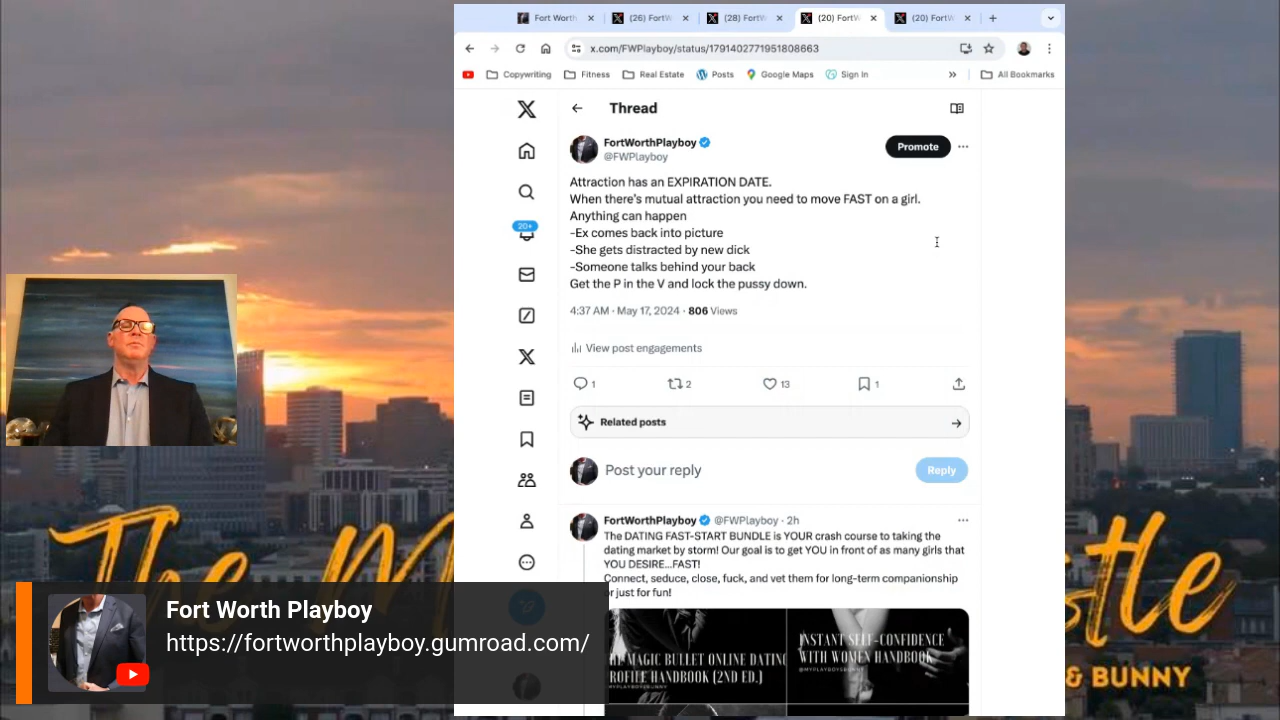 Fort Worth
(26) FortW
(28) FortW
(20) FortW
(20) FortW
x.com/FWPlayboy/status/1791402771951808663
Copywriting
Fitness
Real Estate
Posts
Google Maps
Sign In
All Bookmarks
Thread
FortWorthPlayboy
@FWPlayboy
Promote
Attraction has an EXPIRATION DATE.
When there's mutual attraction you need to move FAST on a girl.
Anything can happen
-Ex comes back into picture
-She gets distracted by new dick
-Someone talks behind your back
Get the P in the V and lock the pussy down.
4:37 AM · May 17, 2024 · 806 Views
View post engagements
1
2
13
1
20+
Related posts
Post your reply
Reply
FortWorthPlayboy @FWPlayboy · 2h
The DATING FAST-START BUNDLE is YOUR crash course to taking the
dating market by storm! Our goal is to get YOU in front of as many girls that
YOU DESIRE...FAST!
Connect, seduce, close, fuck, and vet them for long-term companionship
or just for fun!
MAGIC BULLET ONLINE DATING
PROFILE HANDBOOK [2ND ED.]
INSTANT SELF-CONFIDENCE
WITH WOMEN HANDBOOK
The
& BUNNY
Fort Worth Playboy
https://fortworthplayboy.gumroad.com/